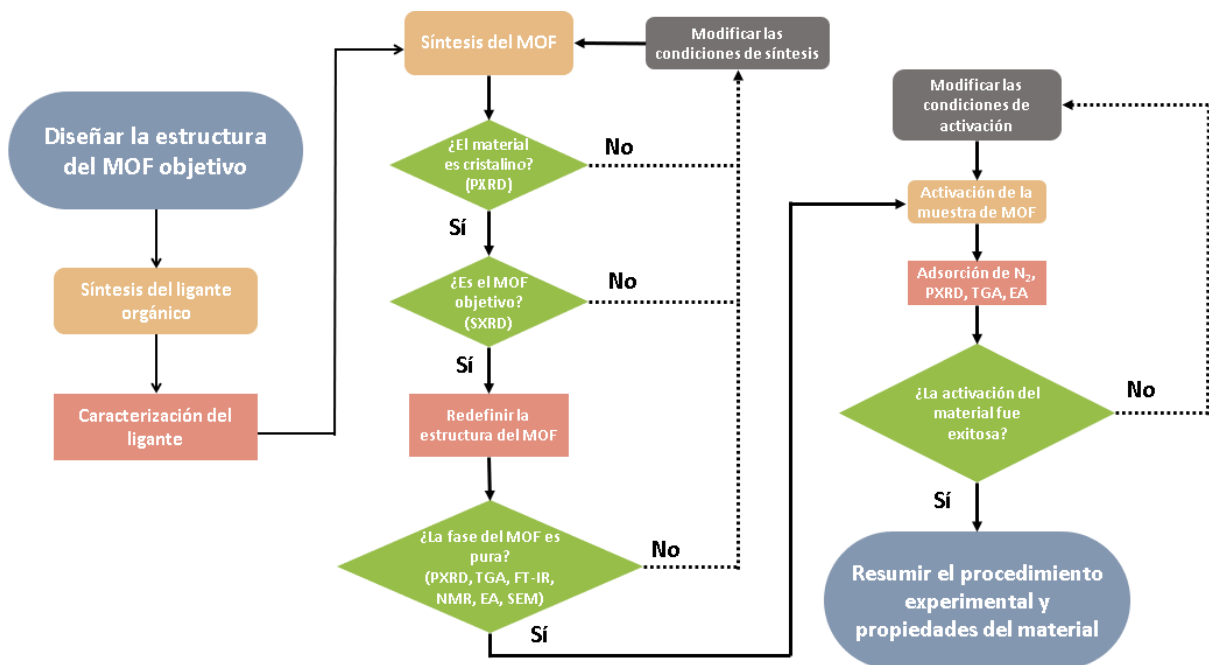 Diseñar la estructura
del MOF objetivo
Síntesis del ligante
orgánico
Caracterización del
ligante
Síntesis del MOF
Modificar las
condiciones de síntesis
¿El material
es cristalino?
(PXRD)
No
Sí
¿Es el MOF
objetivo?
(SXRD)
No
Sí
Redefinir la
estructura del MOF
¿La fase del MOF es
pura?
(PXRD, TGA, FT-IR,
NMR, EA, SEM)
No
Sí
Modificar las
condiciones de
activación
Activación de la
muestra de MOF
Adsorción de N₂,
PXRD, TGA, EA
¿La activación del
material fue
exitosa?
No
Sí
Resumir el procedimiento
experimental y
propiedades del material